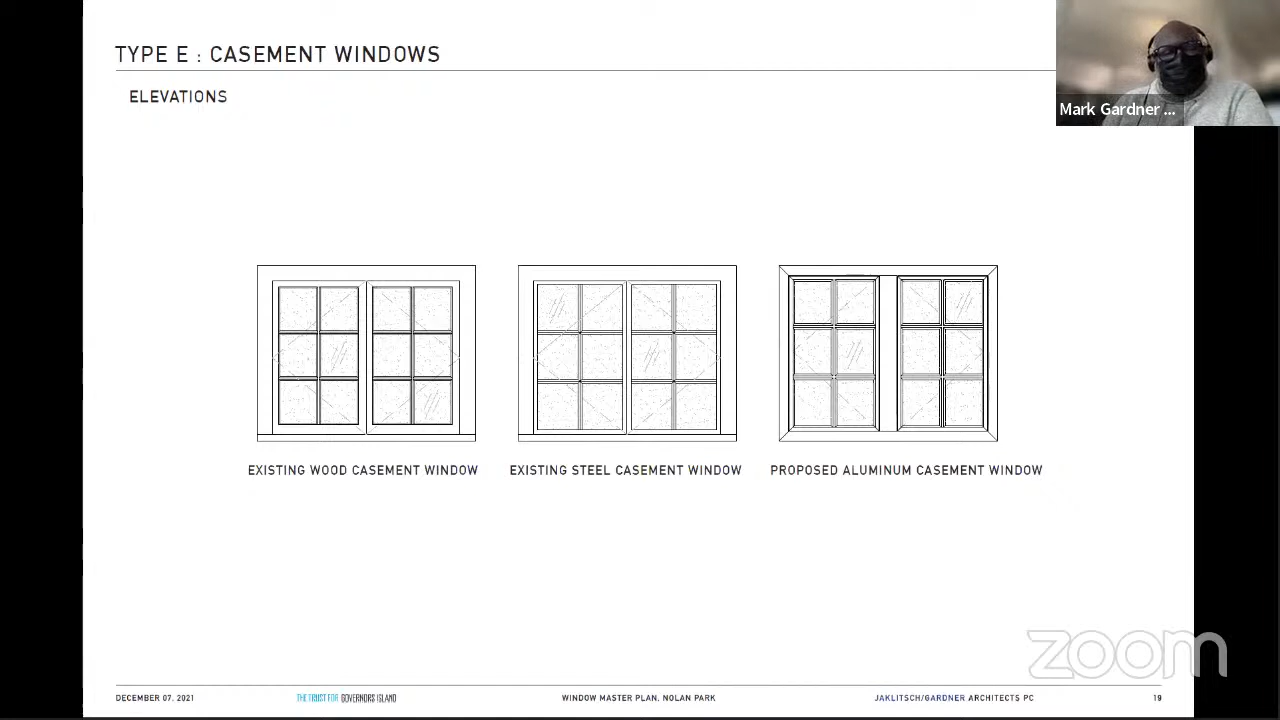 TYPE E : CASEMENT WINDOWS
ELEVATIONS
Mark Gardner ...
EXISTING WOOD CASEMENT WINDOW
EXISTING STEEL CASEMENT WINDOW
PROPOSED ALUMINUM CASEMENT WINDOW
zoom
DECEMBER 07, 2021
THE TRUST FOR GOVERNORS ISLAND
WINDOW MASTER PLAN, NOLAN PARK
JAKLITSCH/GARDNER ARCHITECTS PC
19